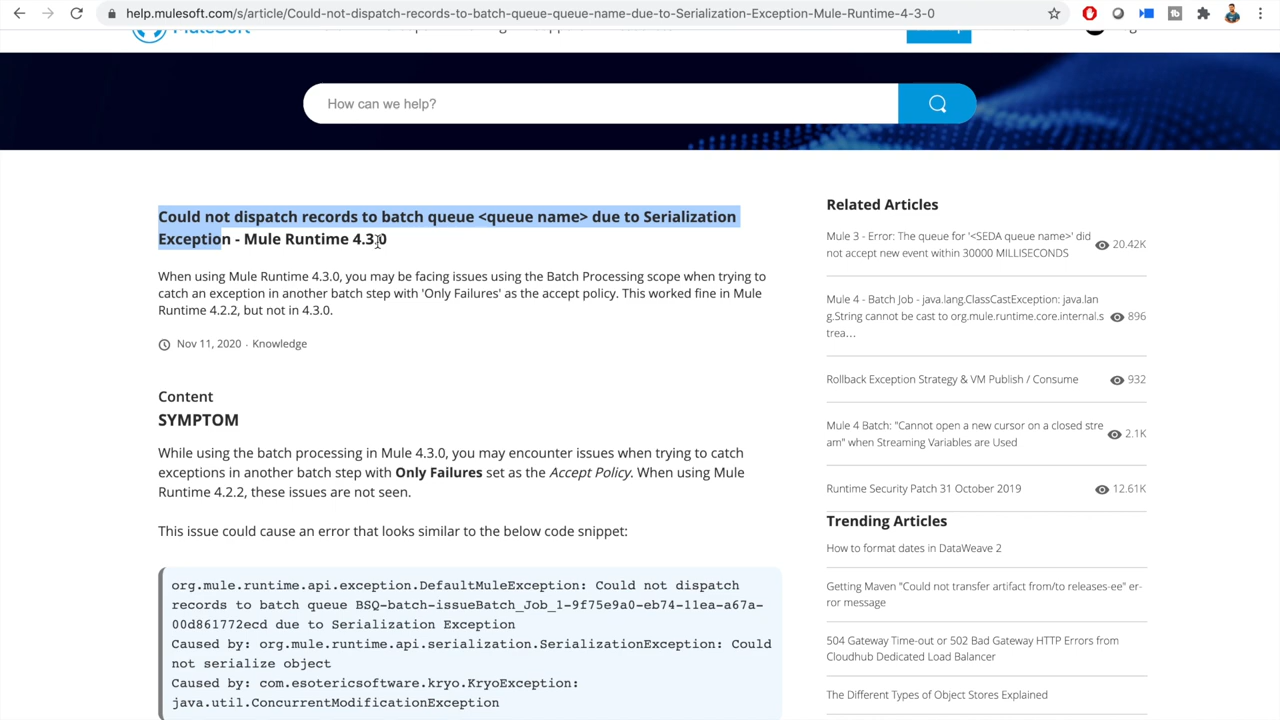 help.mulesoft.com/s/article/Could-not-dispatch-records-to-batch-queue-queue-name-due-to-Serialization-Exception-Mule-Runtime-4-3-0
MuleSoft
How can we help?
Could not dispatch records to batch queue <queue name> due to Serialization
Exception - Mule Runtime 4.3.0
When using Mule Runtime 4.3.0, you may be facing issues using the Batch Processing scope when trying to
catch an exception in another batch step with 'Only Failures' as the accept policy. This worked fine in Mule
Runtime 4.2.2, but not in 4.3.0.
Nov 11, 2020 · Knowledge
Content
SYMPTOM
While using the batch processing in Mule 4.3.0, you may encounter issues when trying to catch
exceptions in another batch step with Only Failures set as the Accept Policy. When using Mule
Runtime 4.2.2, these issues are not seen.
This issue could cause an error that looks similar to the below code snippet:
org.mule.runtime.api.exception.DefaultMuleException: Could not dispatch
records to batch queue BSQ-batch-issueBatch_Job_1-9f75e9a0-eb74-11ea-a67a-
00d861772ecd due to Serialization Exception
Caused by: org.mule.runtime.api.serialization.SerializationException: Could
not serialize object
Caused by: com.esotericsoftware.kryo.KryoException:
java.util.ConcurrentModificationException
Related Articles
Mule 3 - Error: The queue for '<SEDA queue name>' did
not accept new event within 30000 MILLISECONDS
20.42K
Mule 4 - Batch Job - java.lang.ClassCastException: java.lan
g.String cannot be cast to org.mule.runtime.core.internal.s
trea…
896
Rollback Exception Strategy & VM Publish / Consume
932
Mule 4 Batch: "Cannot open a new cursor on a closed stre
am" when Streaming Variables are Used
2.1K
Runtime Security Patch 31 October 2019
12.61K
Trending Articles
How to format dates in DataWeave 2
Getting Maven "Could not transfer artifact from/to releases-ee" er-
ror message
504 Gateway Time-out or 502 Bad Gateway HTTP Errors from
Cloudhub Dedicated Load Balancer
The Different Types of Object Stores Explained